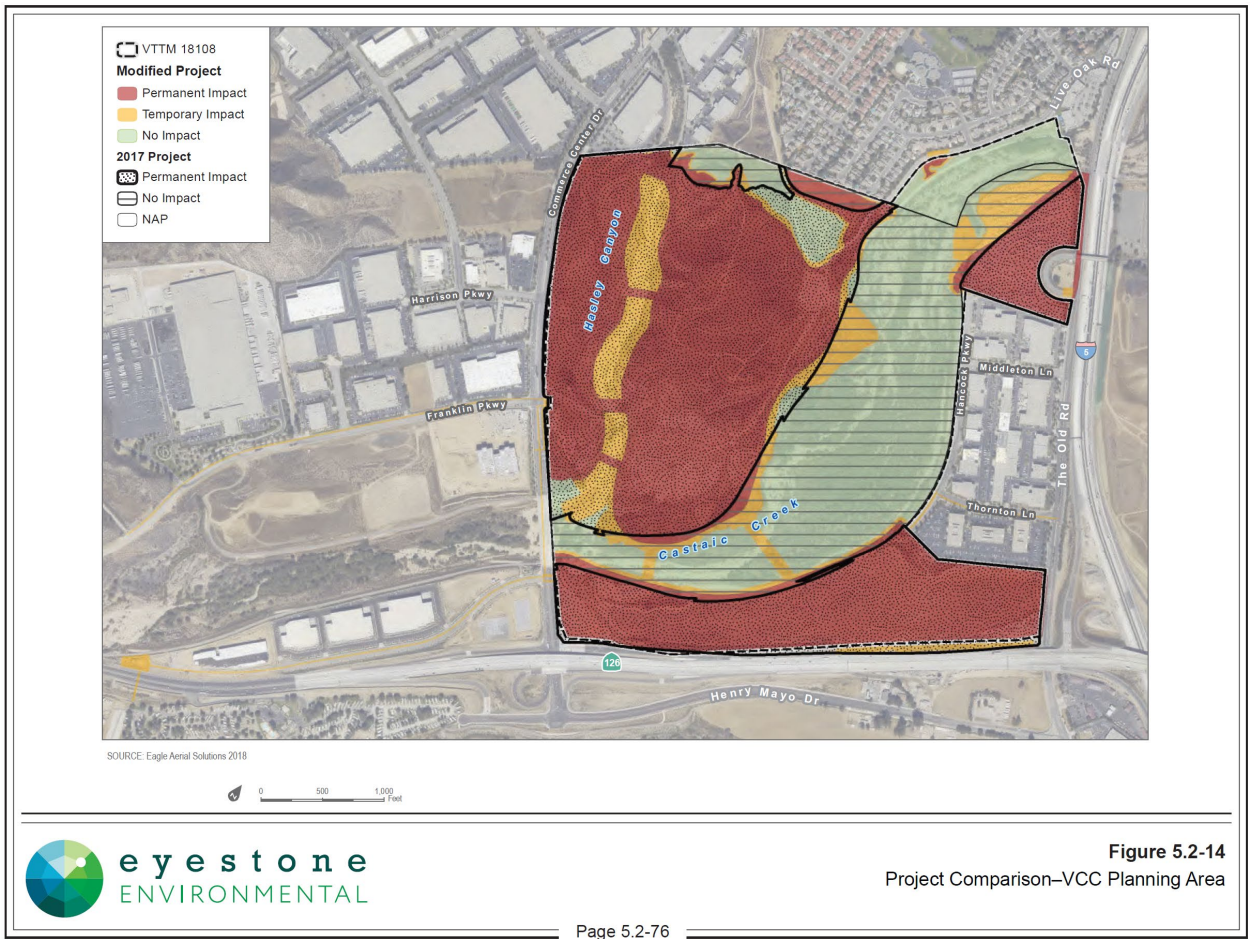 VTTM 18108
Modified Project
Permanent Impact
Temporary Impact
No Impact
2017 Project
Permanent Impact
No Impact
NAP
Live Oak Rd
Commerce Center Dr
Hasley Canyon
Harrison Pkwy
Franklin Pkwy
Hancock Pkwy
5
Middleton Ln
The Old Rd
Thornton Ln
Castaic Creek
126
Henry Mayo Dr
SOURCE: Eagle Aerial Solutions 2018
Z
0 500 1,000
Feet
eyestone
ENVIRONMENTAL
Figure 5.2-14
Project Comparison–VCC Planning Area
Page 5.2-76